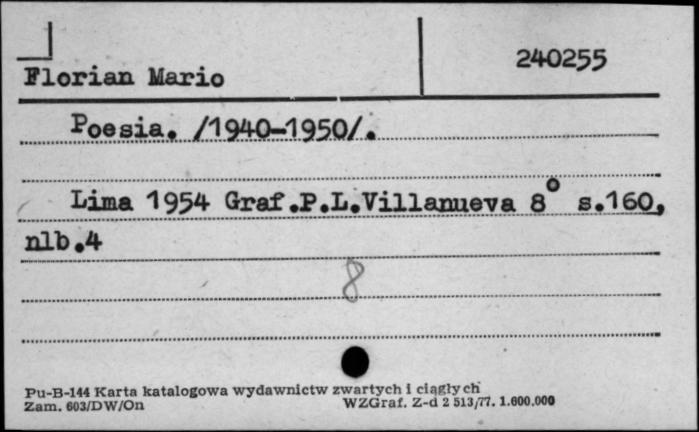 240255
Florian Mario
Poesia. /1940-1950/.
Lima 1954 Graf.P.L.Villanueva 8° s.160,
nlb.4
8
Pu-B-144 Karta katalogowa wydawnictw zwartych i ciągłych
Zam. 603/DW/On WZGraf. Z-d 2 513/77. 1.600.000